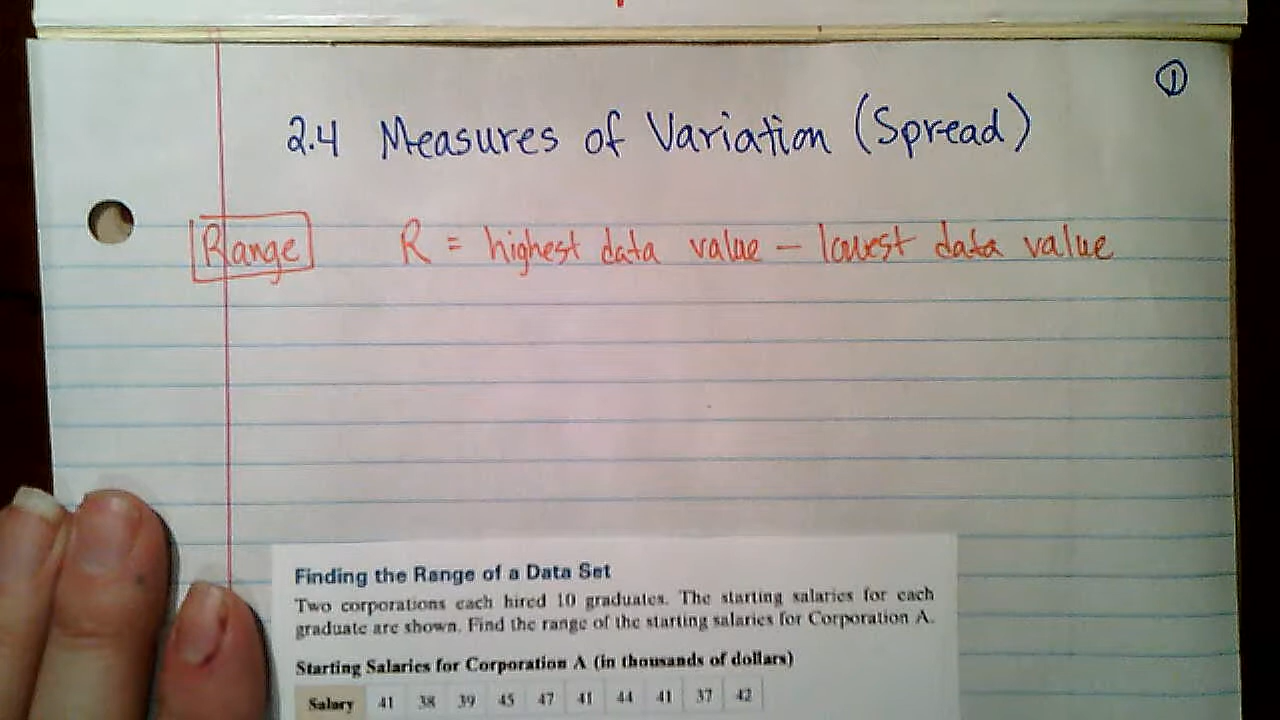 ①
2.4 Measures of Variation (Spread)
Range R = highest data value – lowest data value
Finding the Range of a Data Set
Two corporations each hired 10 graduates. The starting salaries for each
graduate are shown. Find the range of the starting salaries for Corporation A.
Starting Salaries for Corporation A (in thousands of dollars)
Salary 41 38 39 45 47 41 44 41 37 42